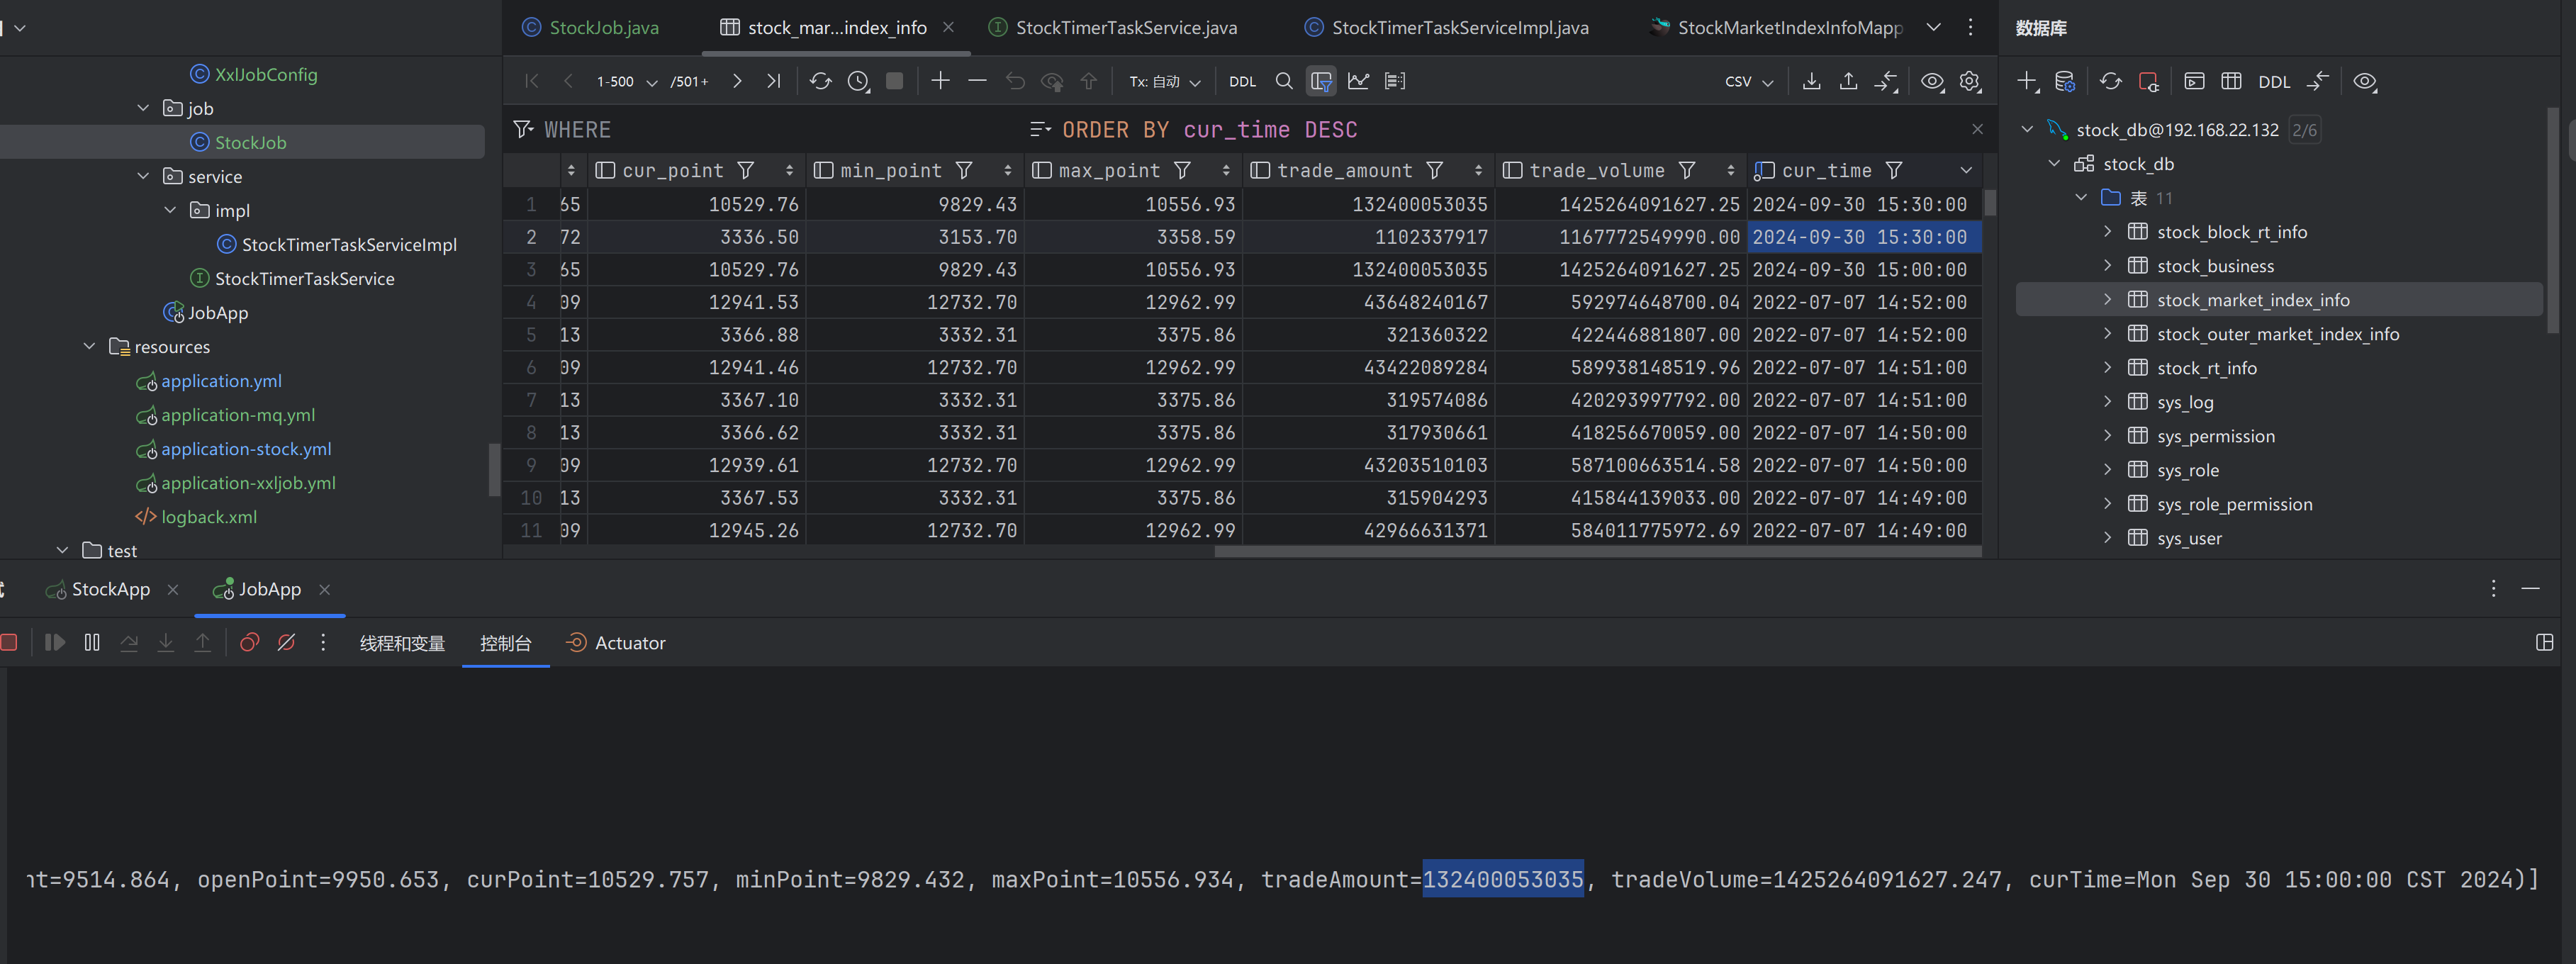 StockJob.java
stock_mar...index_info
StockTimerTaskService.java
StockTimerTaskServiceImpl.java
StockMarketIndexInfoMapp
数据库
XxlJobConfig
job
StockJob
service
impl
StockTimerTaskServiceImpl
StockTimerTaskService
JobApp
resources
application.yml
application-mq.yml
application-stock.yml
application-xxljob.yml
logback.xml
test
1-500 /501+ Tx: 自动 DDL CSV
WHERE ORDER BY cur_time DESC
cur_point min_point max_point trade_amount trade_volume cur_time
1 65 10529.76 9829.43 10556.93 132400053035 1425264091627.25 2024-09-30 15:30:00
2 72 3336.50 3153.70 3358.59 1102337917 1167772549990.00 2024-09-30 15:30:00
3 65 10529.76 9829.43 10556.93 132400053035 1425264091627.25 2024-09-30 15:00:00
4 09 12941.53 12732.70 12962.99 43648240167 592974648700.04 2022-07-07 14:52:00
5 13 3366.88 3332.31 3375.86 321360322 422446881807.00 2022-07-07 14:52:00
6 09 12941.46 12732.70 12962.99 43422089284 589938148519.96 2022-07-07 14:51:00
7 13 3367.10 3332.31 3375.86 319574086 420293997792.00 2022-07-07 14:51:00
8 13 3366.62 3332.31 3375.86 317930661 418256670059.00 2022-07-07 14:50:00
9 09 12939.61 12732.70 12962.99 43203510103 587100663514.58 2022-07-07 14:50:00
10 13 3367.53 3332.31 3375.86 315904293 415844139033.00 2022-07-07 14:49:00
11 09 12945.26 12732.70 12962.99 42966631371 584011775972.69 2022-07-07 14:49:00
DDL
stock_db@192.168.22.132 2/6
stock_db
表 11
stock_block_rt_info
stock_business
stock_market_index_info
stock_outer_market_index_info
stock_rt_info
sys_log
sys_permission
sys_role
sys_role_permission
sys_user
StockApp JobApp
线程和变量 控制台 Actuator
nt=9514.864, openPoint=9950.653, curPoint=10529.757, minPoint=9829.432, maxPoint=10556.934, tradeAmount=132400053035, tradeVolume=1425264091627.247, curTime=Mon Sep 30 15:00:00 CST 2024)]